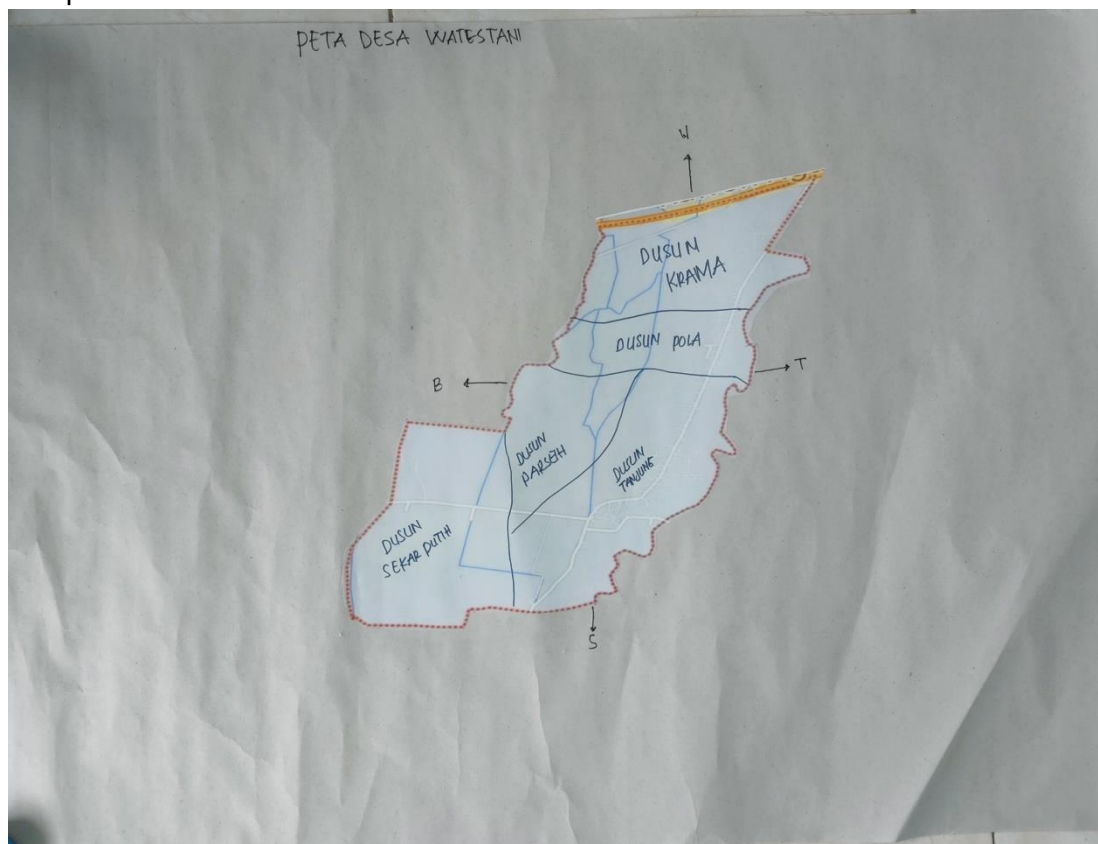 PETA DESA WATESTANI
U
DUSUN
KRAMA
DUSUN POLA
T
B
DUSUN
PARSEH
DUSUN
TANJUNG
DUSUN
SEKAR PUTIH
S